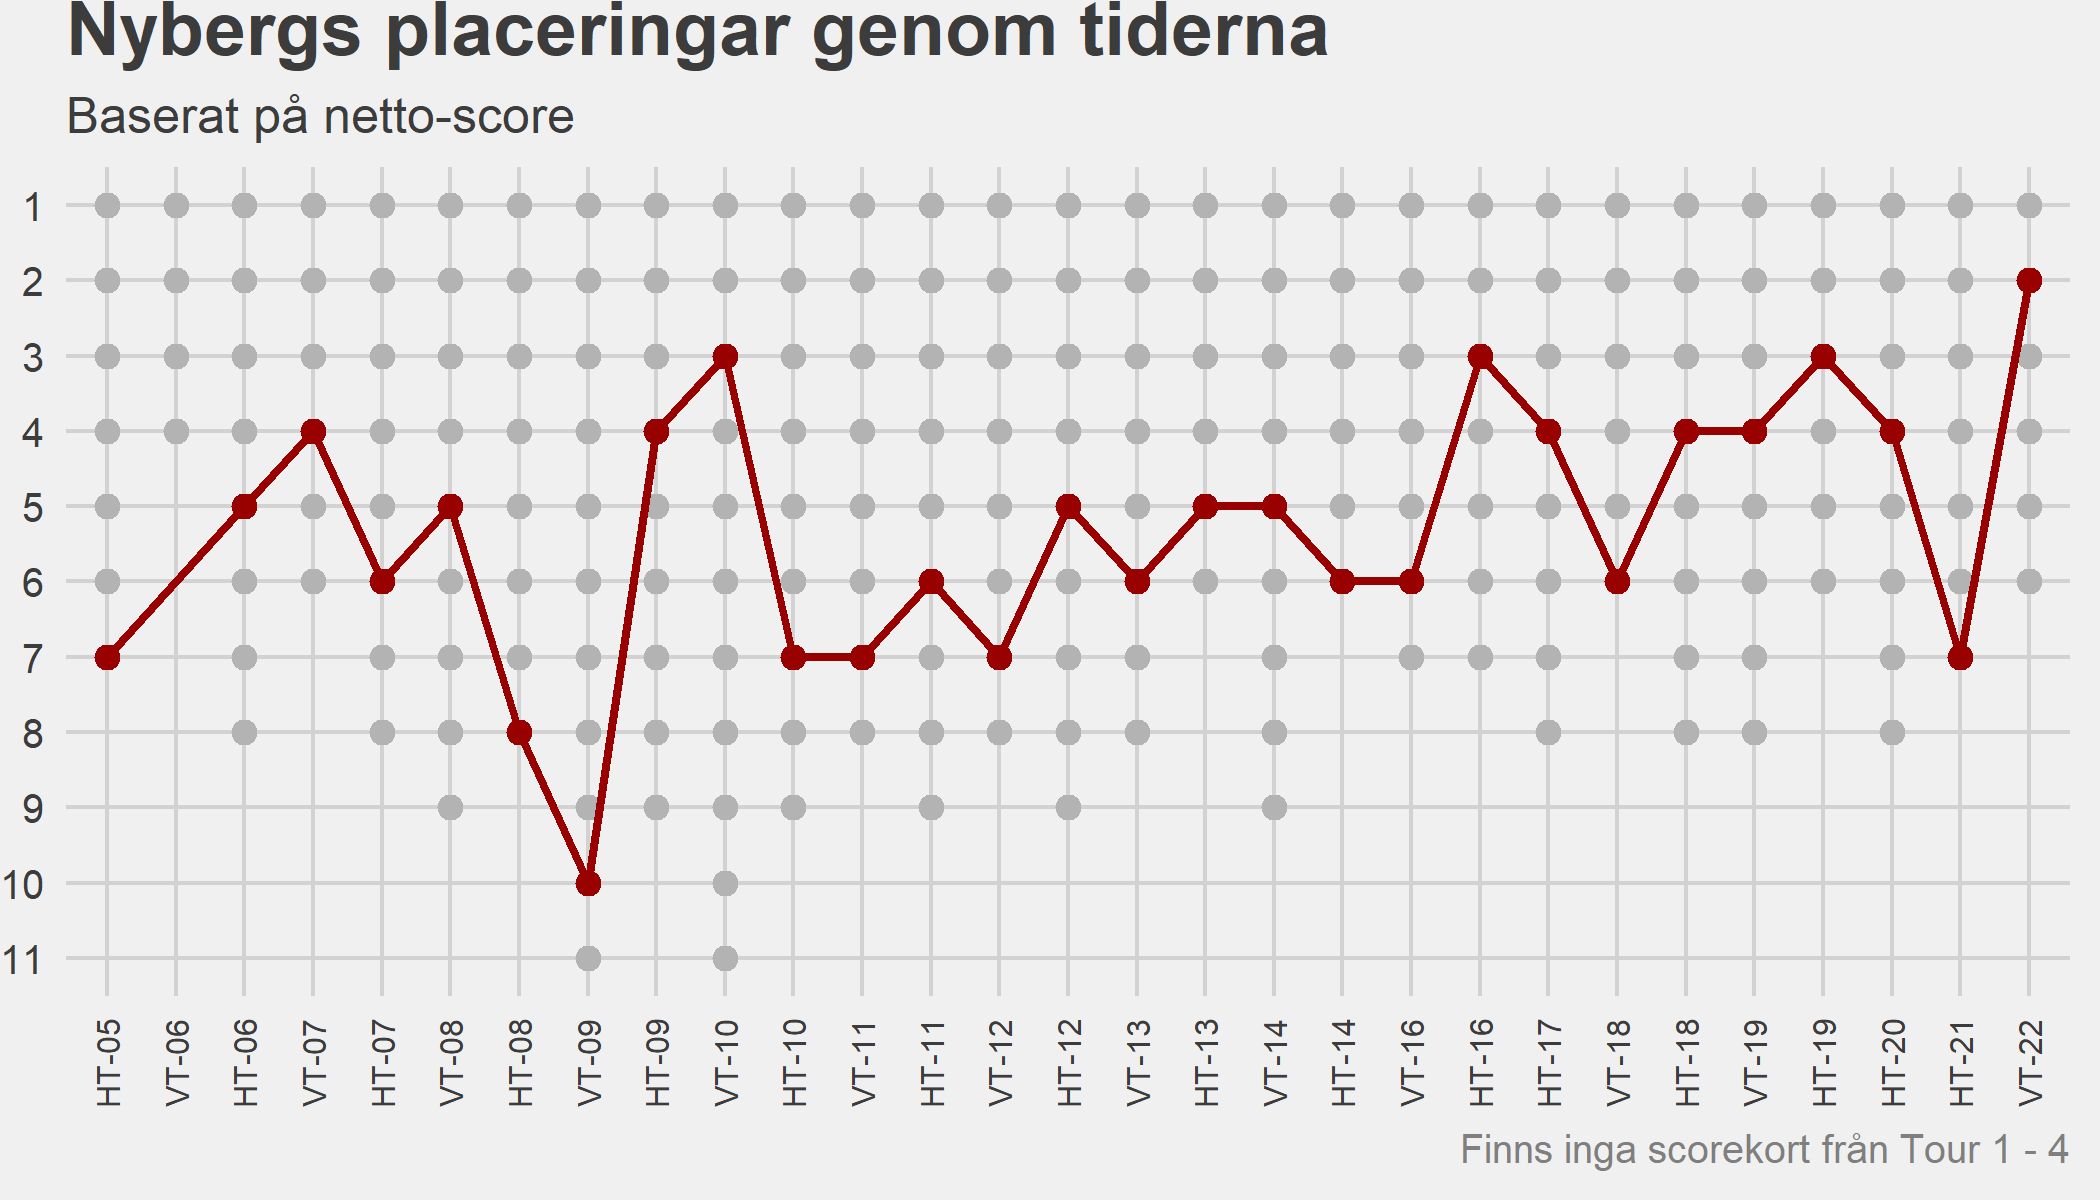 Nybergs placeringar genom tiderna
Baserat på netto-score
1
2
3
4
5
6
7
8
9
10
11
HT-05
VT-06
HT-06
VT-07
HT-07
VT-08
HT-08
VT-09
HT-09
VT-10
HT-10
VT-11
HT-11
VT-12
HT-12
VT-13
HT-13
VT-14
HT-14
VT-16
HT-16
HT-17
VT-18
HT-18
VT-19
HT-19
HT-20
HT-21
VT-22
Finns inga scorekort från Tour 1 - 4